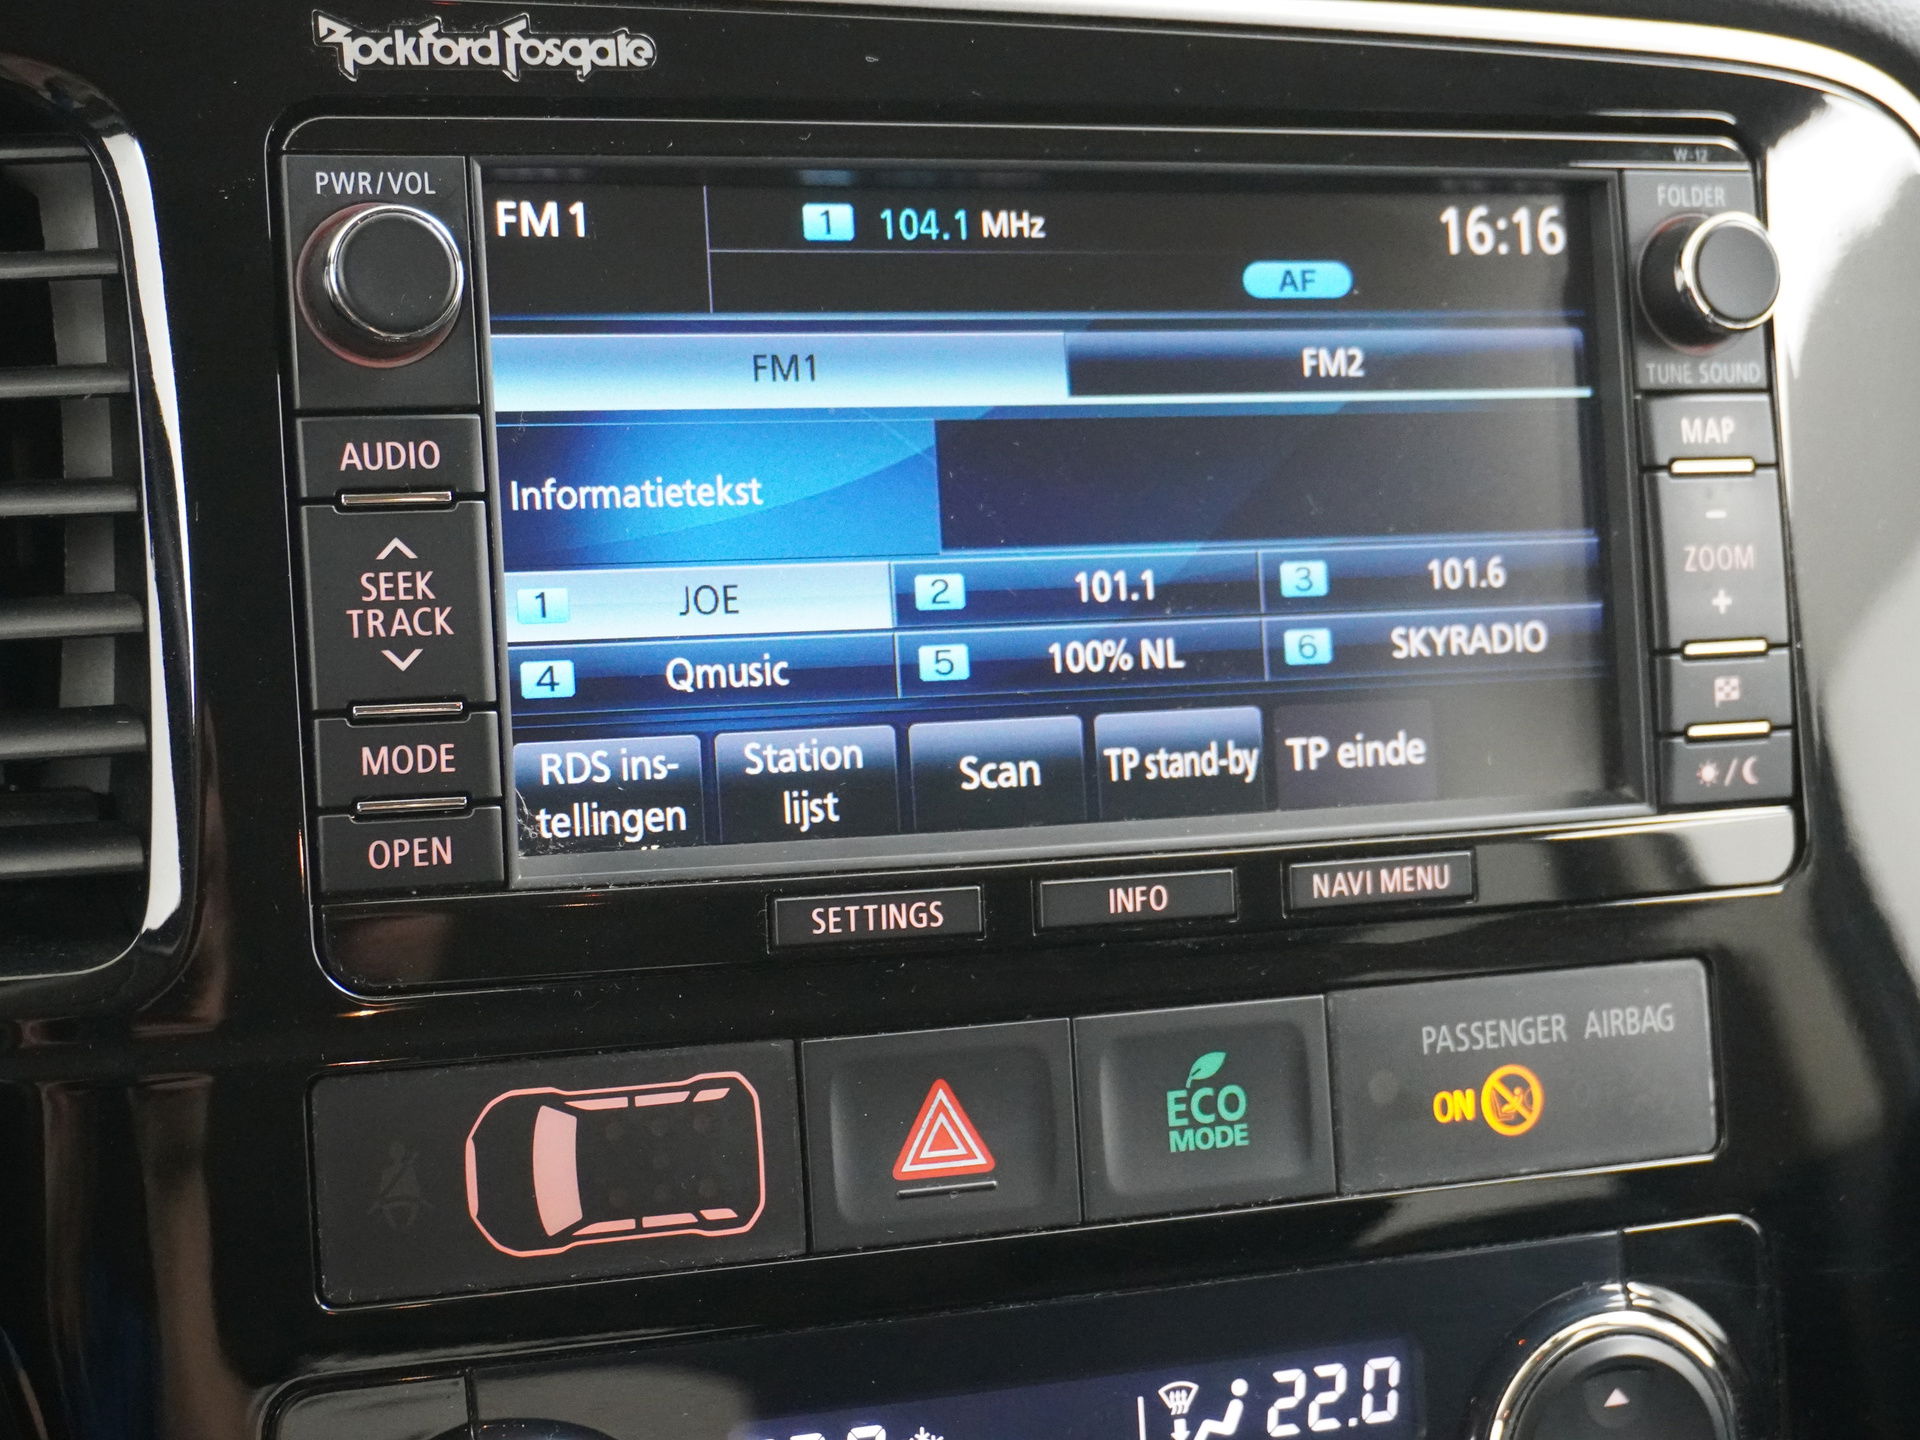 Rockford Fosgate
W-12
PWR/VOL
FOLDER
FM 1
1 104.1 MHz
16:16
AF
TUNE SOUND
FM1
FM2
AUDIO
MAP
Informatietekst
-
ZOOM
+
SEEK
TRACK
1 JOE
2 101.1
3 101.6
4 Qmusic
5 100% NL
6 SKYRADIO
MODE
RDS ins-
tellingen
Station
lijst
Scan
TP stand-by
TP einde
OPEN
SETTINGS
INFO
NAVI MENU
PASSENGER AIRBAG
ON
ECO
MODE
22.0